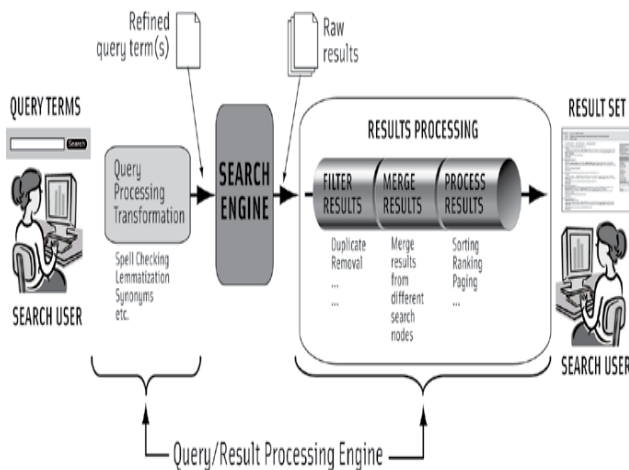 Refined
query term(s)
Raw
results
QUERY TERMS
Search
SEARCH USER
Query
Processing
Transformation
Spell Checking
Lemmatization
Synonyms
etc.
SEARCH
ENGINE
RESULTS PROCESSING
FILTER
RESULTS
Duplicate
Removal
...
...
MERGE
RESULTS
Merge
results
from
different
search
nodes
PROCESS
RESULTS
Sorting
Ranking
Paging
...
RESULT SET
SEARCH USER
Query/Result Processing Engine